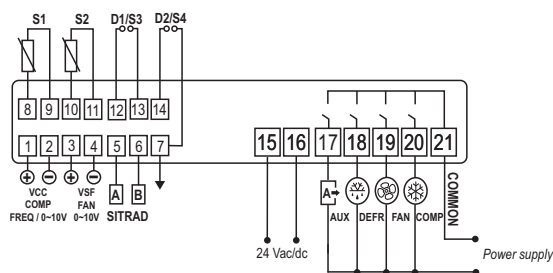 S1 S2 D1/S3 D2/S4
8 9 10 11 12 13 14
1 2 3 4 5 6 7 15 16 17 18 19 20 21
A B
VCC VSF
COMP FAN
FREQ / 0~10V 0~10V SITRAD
A
AUX DEFR FAN COMP
COMMON
24 Vac/dc
Power supply